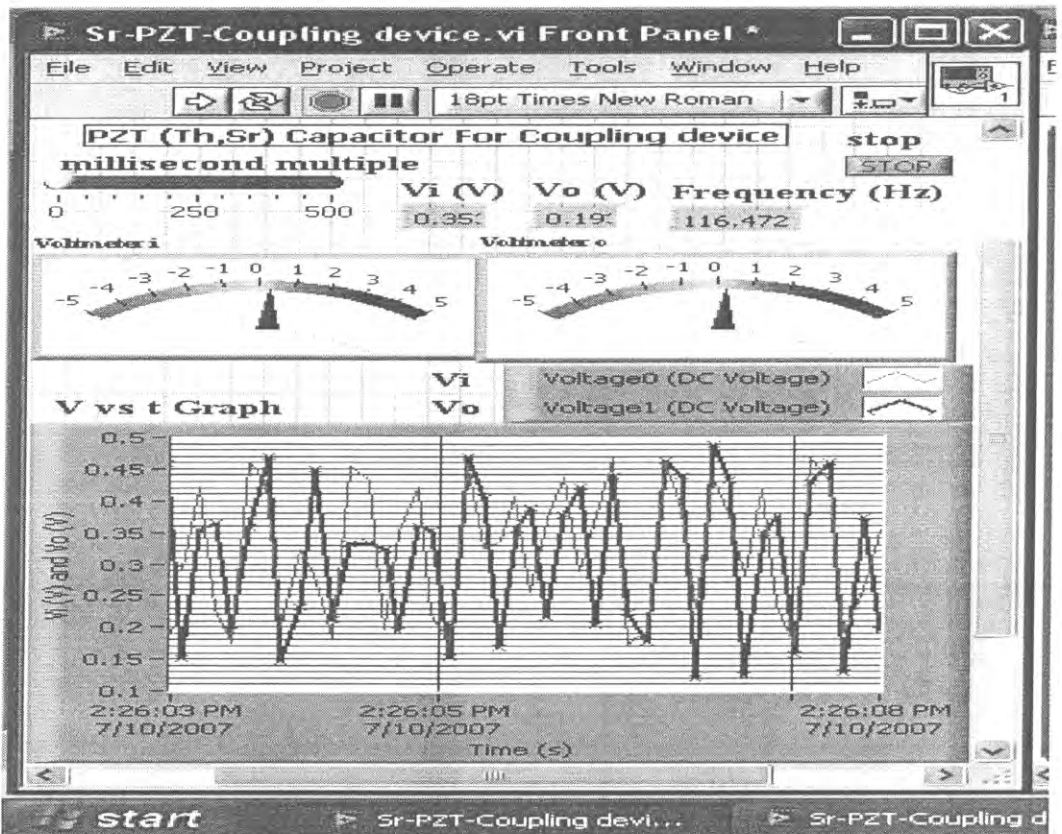 Sr-PZT-Coupling device.vi Front Panel *
File Edit View Project Operate Tools Window Help
18pt Times New Roman
1
PZT (Th,Sr) Capacitor For Coupling device
stop
millisecond multiple
STOP
Vi (V) Vo (V) Frequency (Hz)
0 250 500
0.35 0.19 116.472
Voltmeter i Voltmeter o
-5 -4 -3 -2 -1 0 1 2 3 4 5
-5 -4 -3 -2 -1 0 1 2 3 4 5
Vi Voltage0 (DC Voltage)
V vs t Graph Vo Voltage1 (DC Voltage)
Vi (V) and Vo (V)
0.5
0.45
0.4
0.35
0.3
0.25
0.2
0.15
0.1
2:26:03 PM 2:26:05 PM 2:26:08 PM
7/10/2007 7/10/2007 7/10/2007
Time (s)
start Sr-PZT-Coupling devi... Sr-PZT-Coupling d